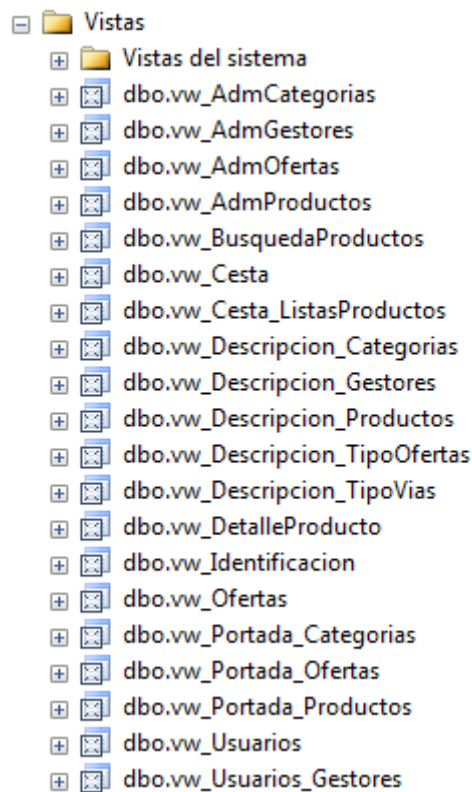 Vistas
Vistas del sistema
dbo.vw_AdmCategorias
dbo.vw_AdmGestores
dbo.vw_AdmOfertas
dbo.vw_AdmProductos
dbo.vw_BusquedaProductos
dbo.vw_Cesta
dbo.vw_Cesta_ListasProductos
dbo.vw_Descripcion_Categorias
dbo.vw_Descripcion_Gestores
dbo.vw_Descripcion_Productos
dbo.vw_Descripcion_TipoOfertas
dbo.vw_Descripcion_TipoVias
dbo.vw_DetalleProducto
dbo.vw_Identificacion
dbo.vw_Ofertas
dbo.vw_Portada_Categorias
dbo.vw_Portada_Ofertas
dbo.vw_Portada_Productos
dbo.vw_Usuarios
dbo.vw_Usuarios_Gestores